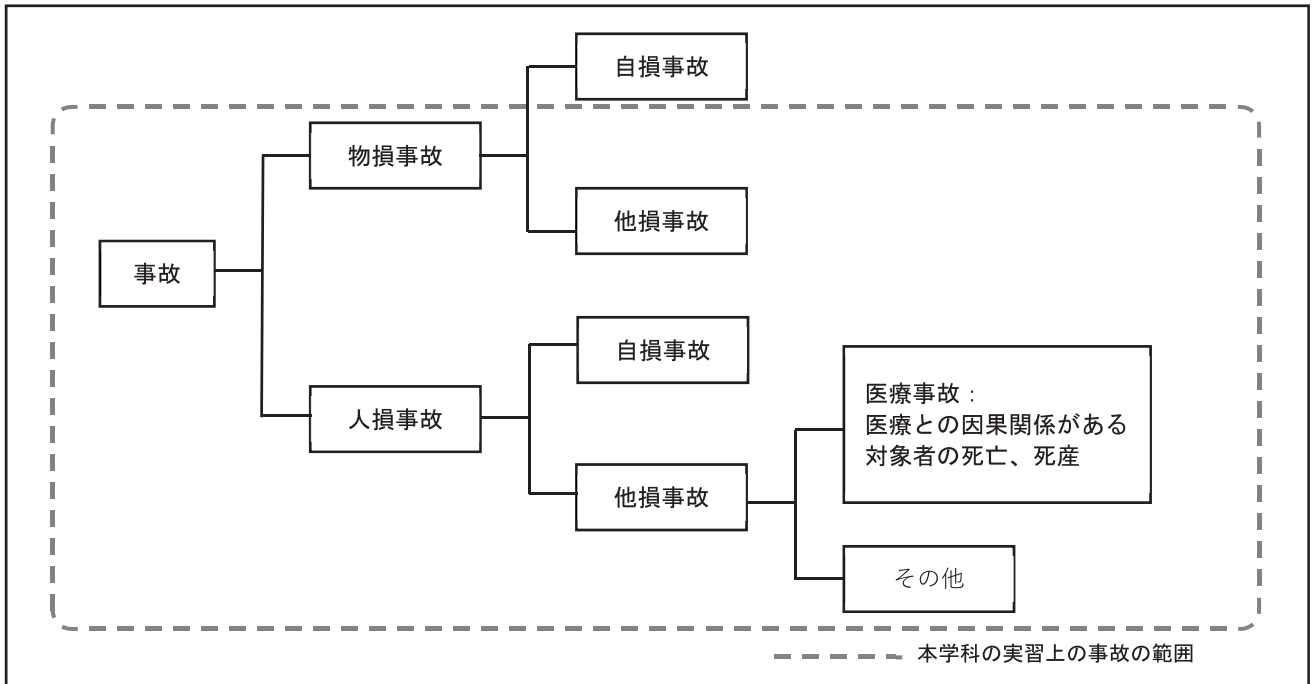 自損事故
物損事故
他損事故
事故
自損事故
人損事故
他損事故
医療事故：
医療との因果関係がある
対象者の死亡、死産
その他
本学科の実習上の事故の範囲